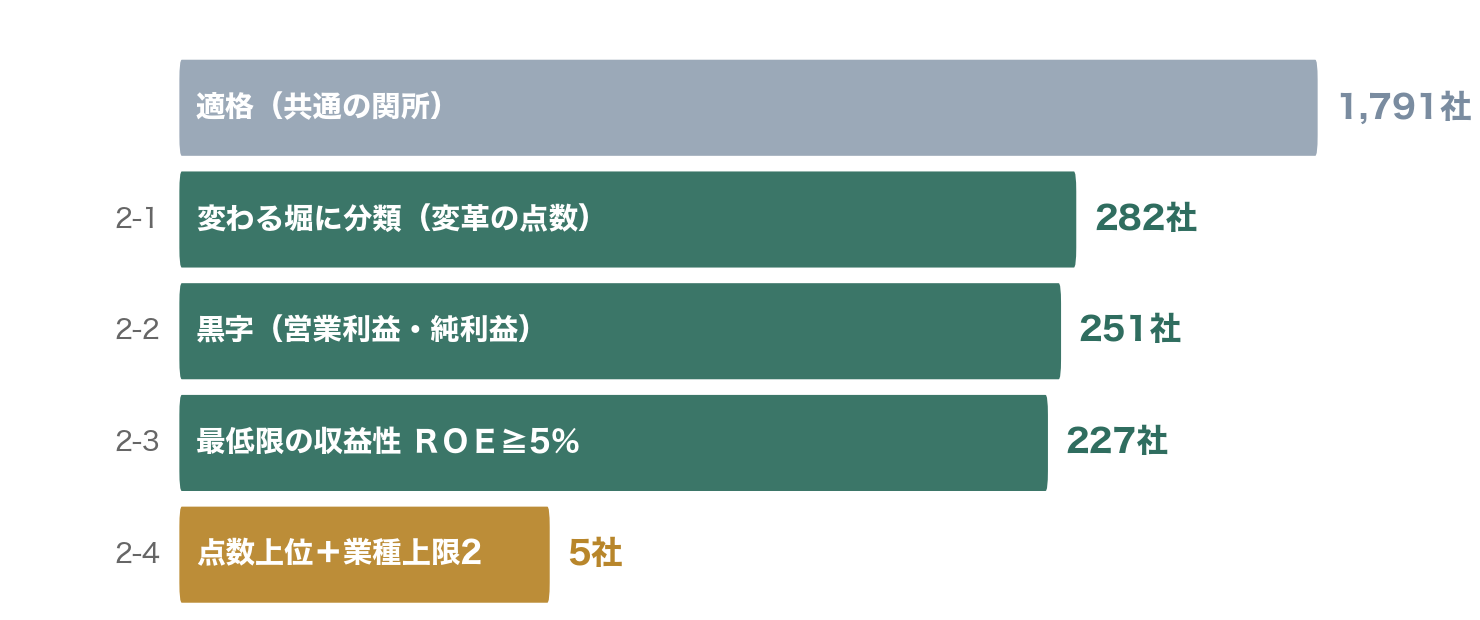 適格（共通の関所） 1,791社
2-1 変わる堀に分類（変革の点数） 282社
2-2 黒字（営業利益・純利益） 251社
2-3 最低限の収益性 ＲＯＥ≧5% 227社
2-4 点数上位＋業種上限2 5社